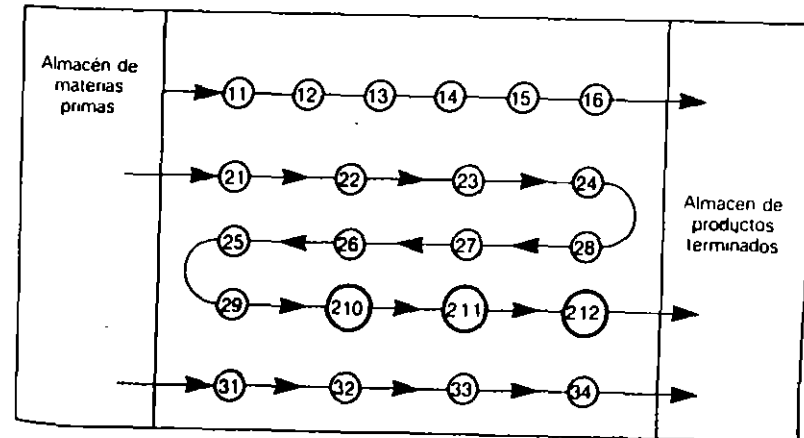 Almacén de
materias
primas
11 12 13 14 15 16
21 22 23 24
25 26 27 28
29 210 211 212
31 32 33 34
Almacen de
productos
terminados